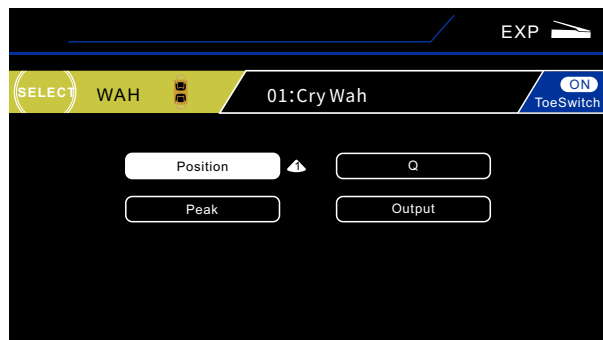 EXP
SELECT WAH 01:Cry Wah ON
ToeSwitch
Position 1 Q
Peak Output